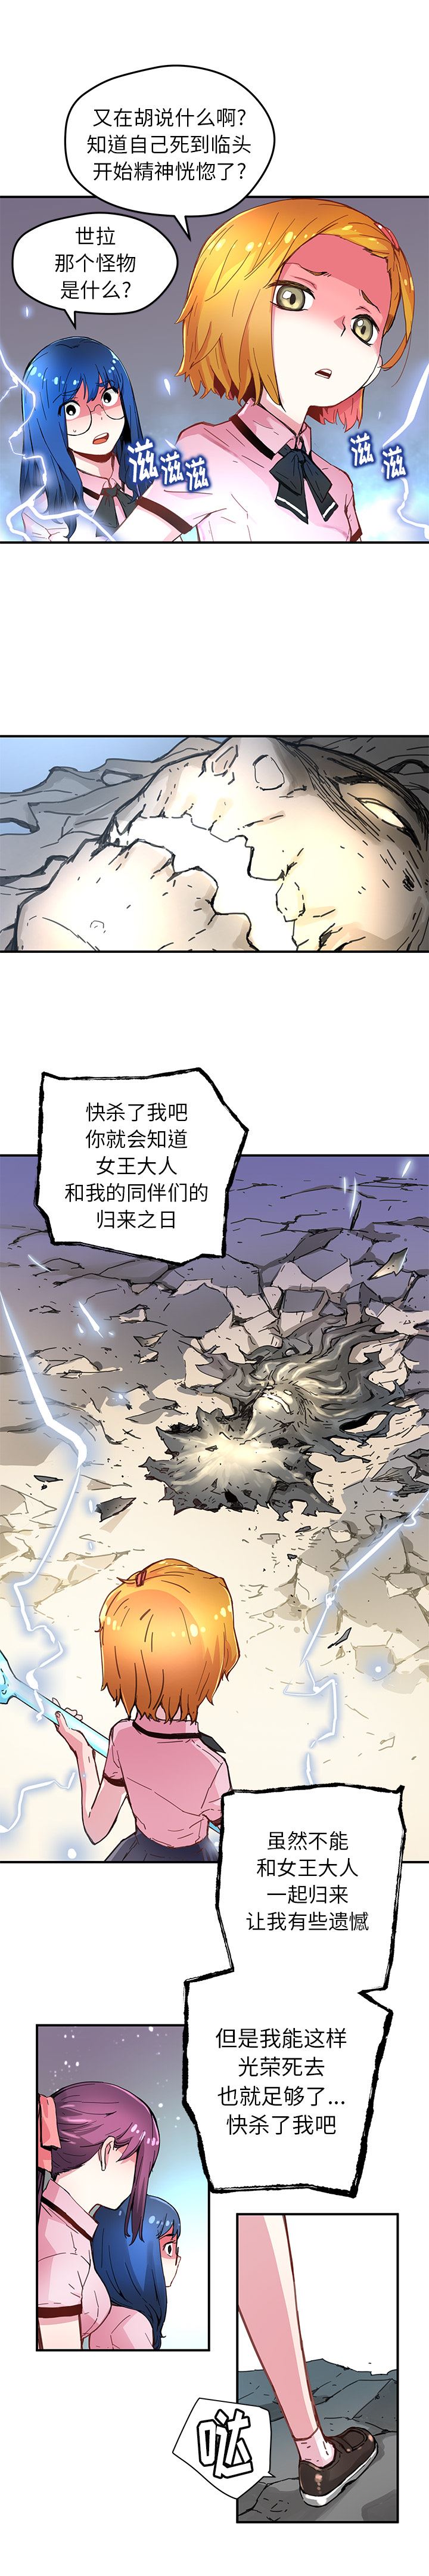 又在胡说什么啊?
知道自己死到临头
开始精神恍惚了?
世拉
那个怪物
是什么?
滋滋滋
滋滋
快杀了我吧
你就会知道
女王大人
和我的同伴们的
归来之日
虽然不能
和女王大人
一起归来
让我有些遗憾
但是我能这样
光荣死去
也就足够了...
快杀了我吧
哒